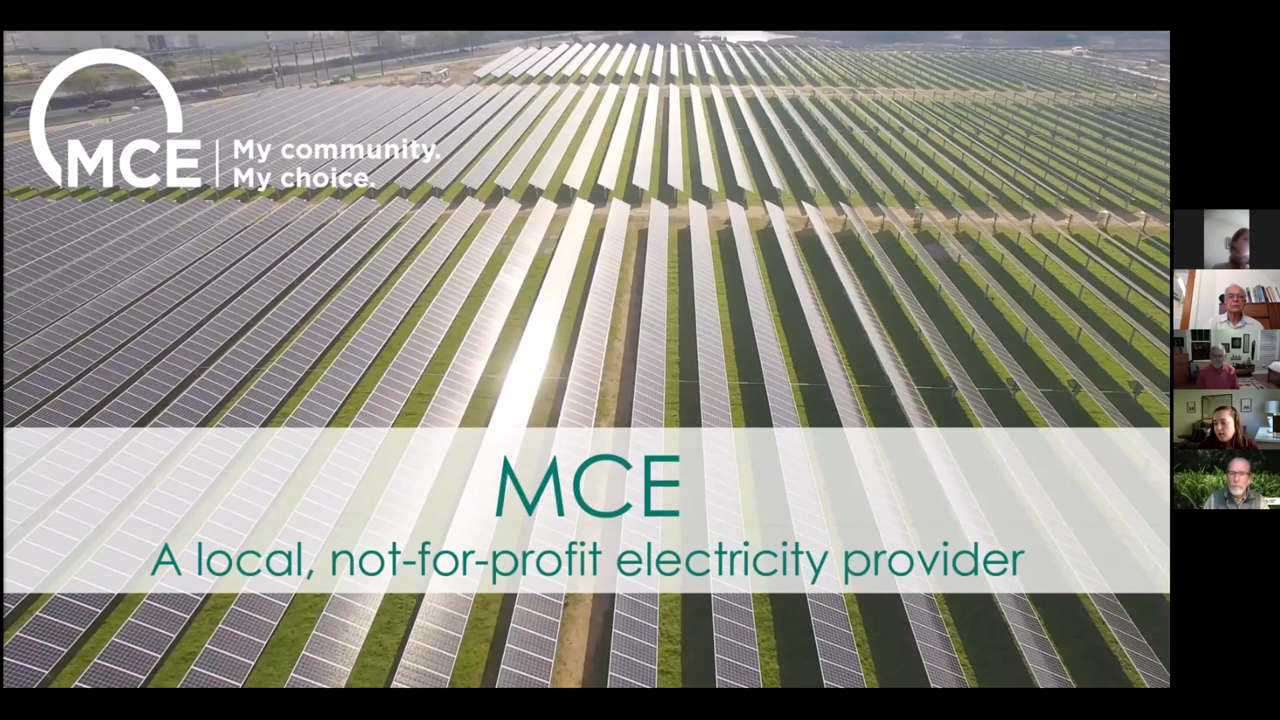 MCE
My community.
My choice.
MCE
A local, not-for-profit electricity provider